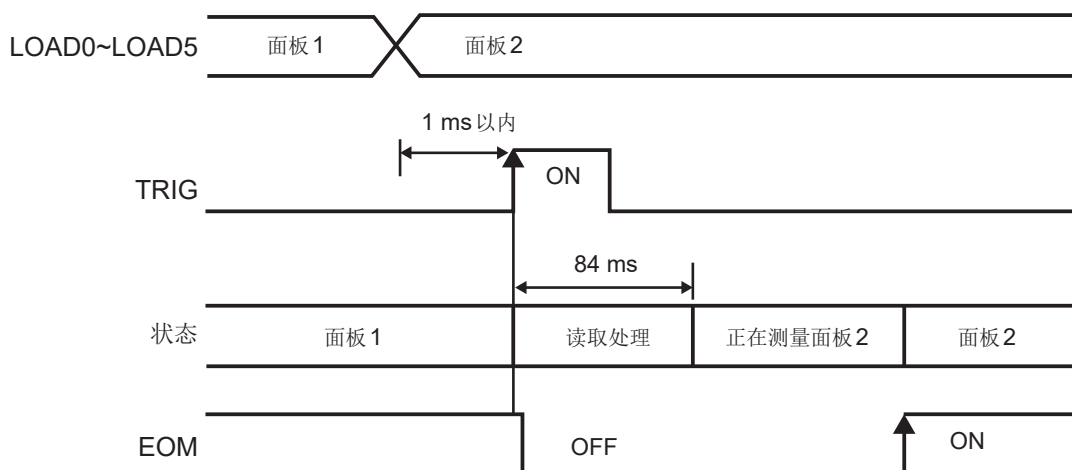 LOAD0~LOAD5 面板1 面板2
1 ms以内
TRIG ON
84 ms
状态 面板1 读取处理 正在测量面板2 面板2
EOM OFF ON